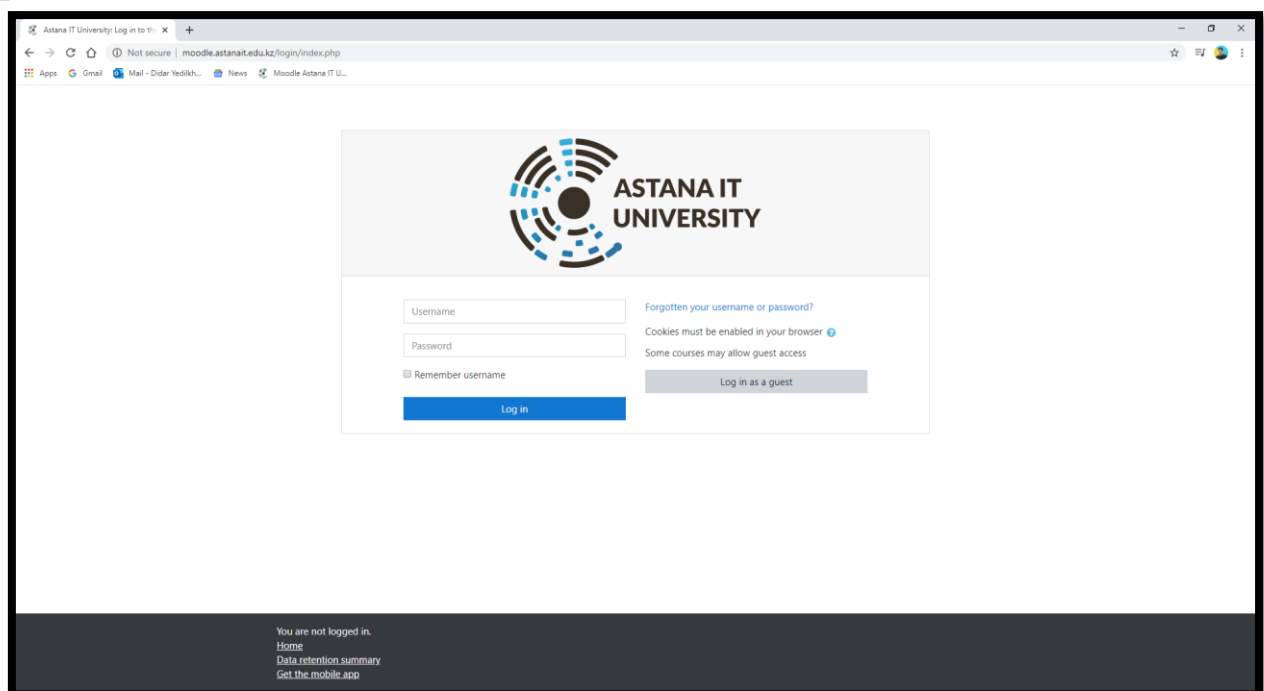 Astana IT University: Log in to th
Not secure | moodle.astanait.edu.kz/login/index.php
Apps Gmail Mail - Didar Yedilkh... News Moodle Astana IT U...
ASTANA IT
UNIVERSITY
Username
Password
Remember username
Log in
Forgotten your username or password?
Cookies must be enabled in your browser
Some courses may allow guest access
Log in as a guest
You are not logged in.
Home
Data retention summary
Get the mobile app